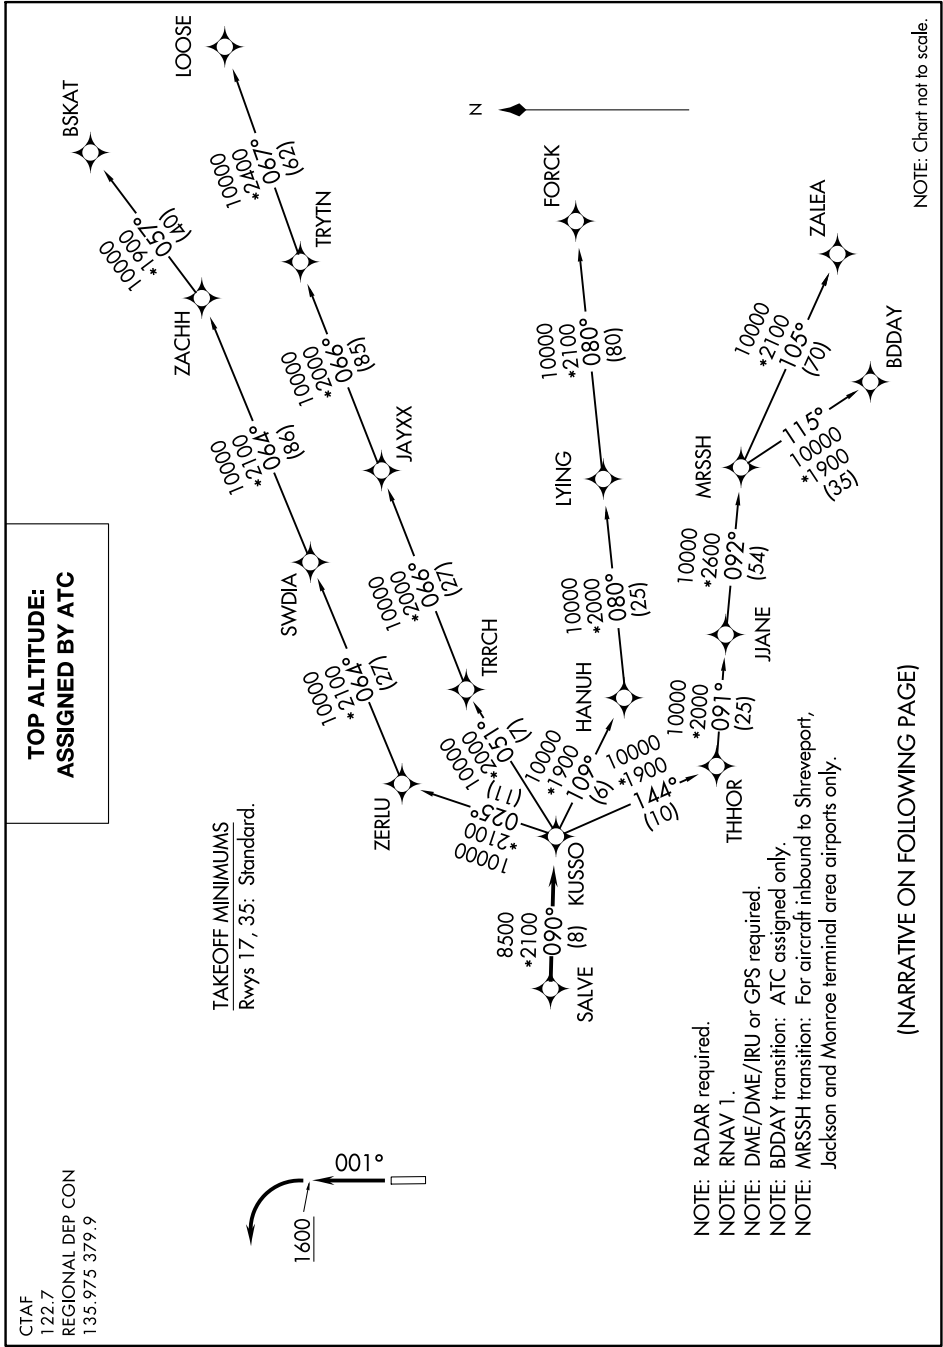 CTAF
122.7
REGIONAL DEP CON
135.975 379.9
TOP ALTITUDE:
ASSIGNED BY ATC
TAKEOFF MINIMUMS
Rwys 17, 35: Standard.
1600
001°
N
BSKAT
LOOSE
10000
*1900
057°
(40)
10000
*2400
067°
(62)
ZACHH
TRYTN
10000
*2100
064°
(86)
10000
*2000
066°
(85)
SWDIA
JAYXX
10000
*2100
064°
(27)
10000
*2000
066°
(27)
ZERLU
TRRCH
10000
*2100
025°
(11)
10000
*2000
051°
(7)
8500
*2100
090°
(8)
SALVE
KUSSO
10000
*1900
109°
(6)
HANUH
10000
*2000
080°
(25)
LYING
10000
*2100
080°
(80)
FORCK
10000
*1900
144°
(10)
THHOR
10000
*2000
091°
(25)
JJANE
10000
*2600
092°
(54)
MRSSH
10000
*2100
105°
(70)
ZALEA
115°
10000
*1900
(35)
BDDAY
NOTE: RADAR required.
NOTE: RNAV 1.
NOTE: DME/DME/IRU or GPS required.
NOTE: BDDAY transition: ATC assigned only.
NOTE: MRSSH transition: For aircraft inbound to Shreveport,
Jackson and Monroe terminal area airports only.
(NARRATIVE ON FOLLOWING PAGE)
NOTE: Chart not to scale.